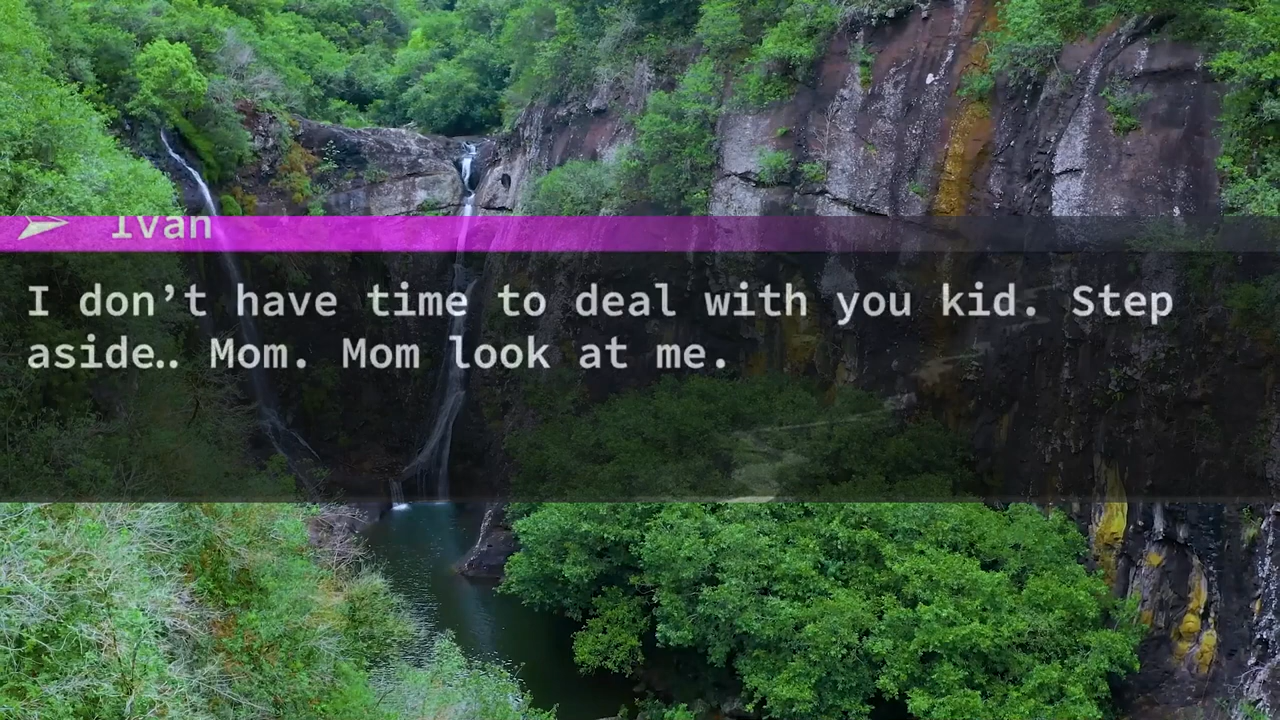 Ivan
I don’t have time to deal with you kid. Step
aside.. Mom. Mom look at me.